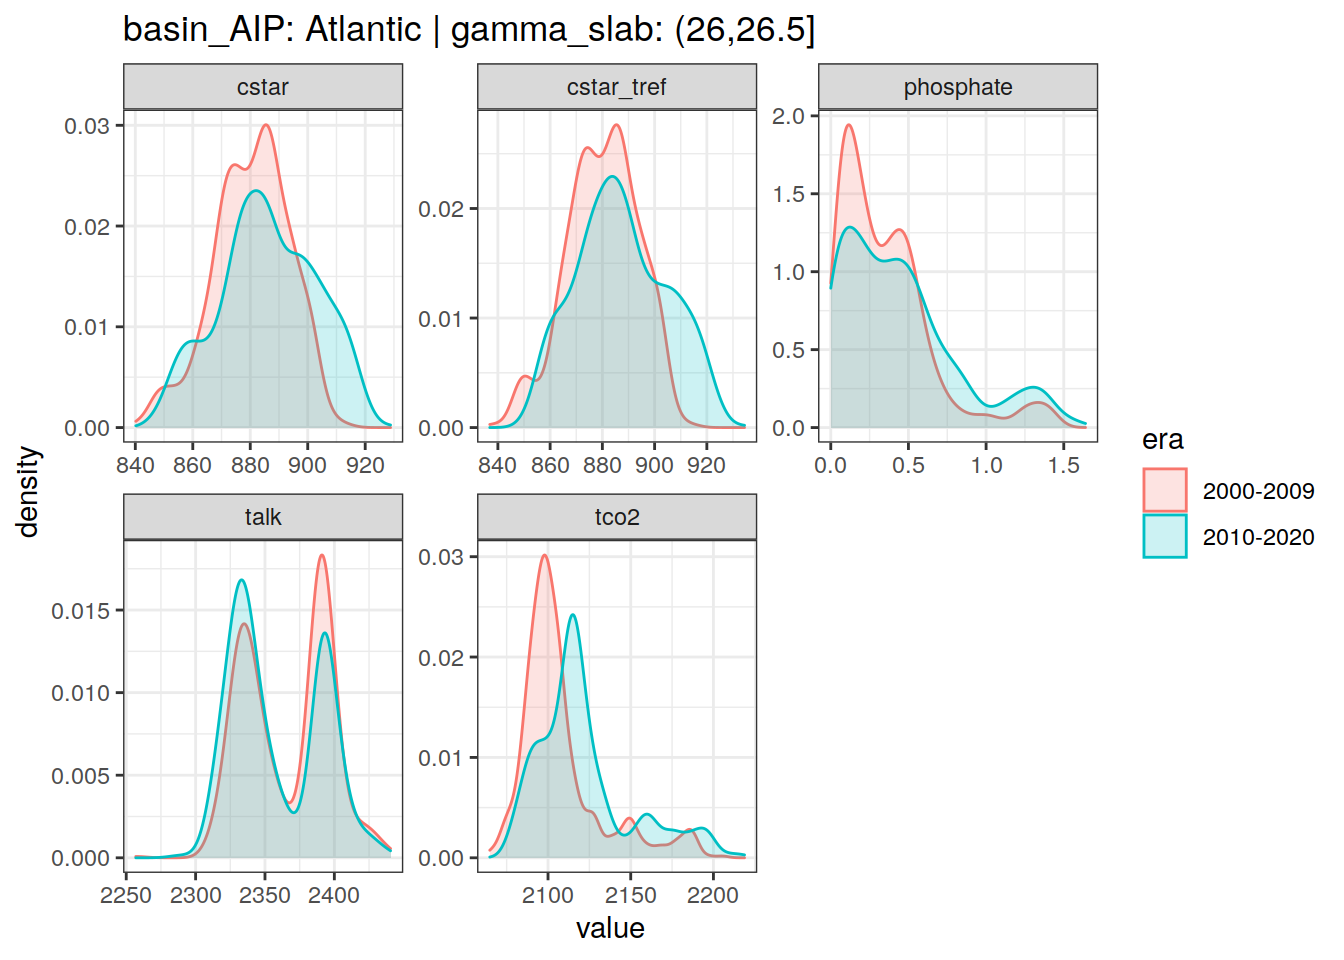 basin_AIP: Atlantic | gamma_slab: (26,26.5]
cstar
cstar_tref
phosphate
0.03
0.02
0.01
0.00
840 860 880 900 920
0.02
0.01
0.00
840 860 880 900 920
2.0
1.5
1.0
0.5
0.0
0.0 0.5 1.0 1.5
density
talk
tco2
0.015
0.010
0.005
0.000
2250 2300 2350 2400
0.03
0.02
0.01
0.00
2100 2150 2200
value
era
2000-2009
2010-2020